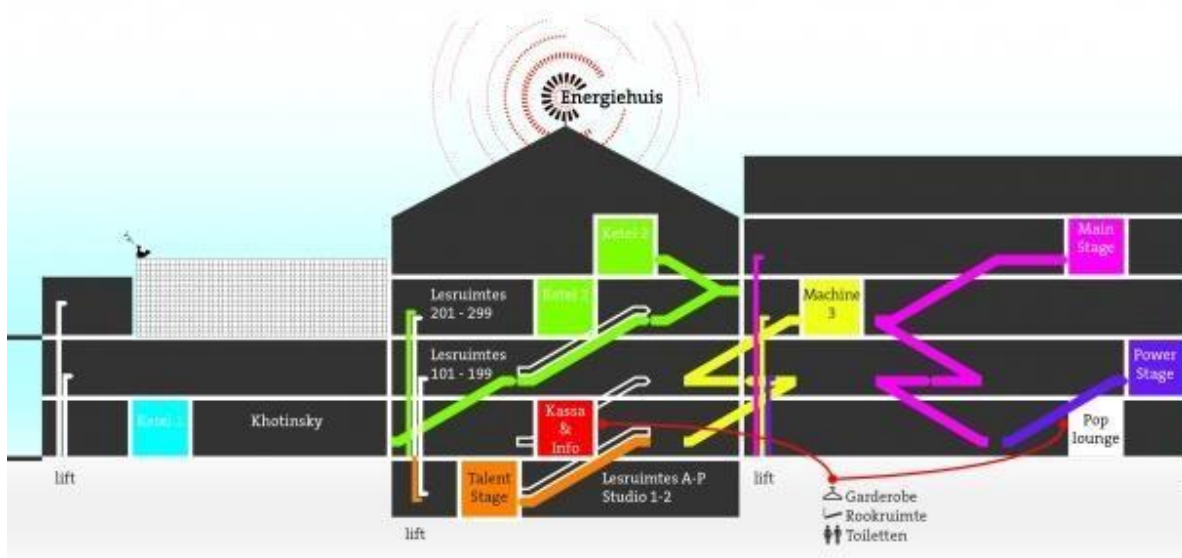 Energiehuis
Ketel 2
Main
Stage
Lesruimtes
201 - 299
Ketel 2
Machine
3
Lesruimtes
101 - 199
Power
Stage
Ketel 1
Khotinsky
Kassa
&
Info
Pop
lounge
lift
Talent
Stage
Lesruimtes A-P
Studio 1-2
lift
lift
Garderobe
Rookruimte
Toiletten